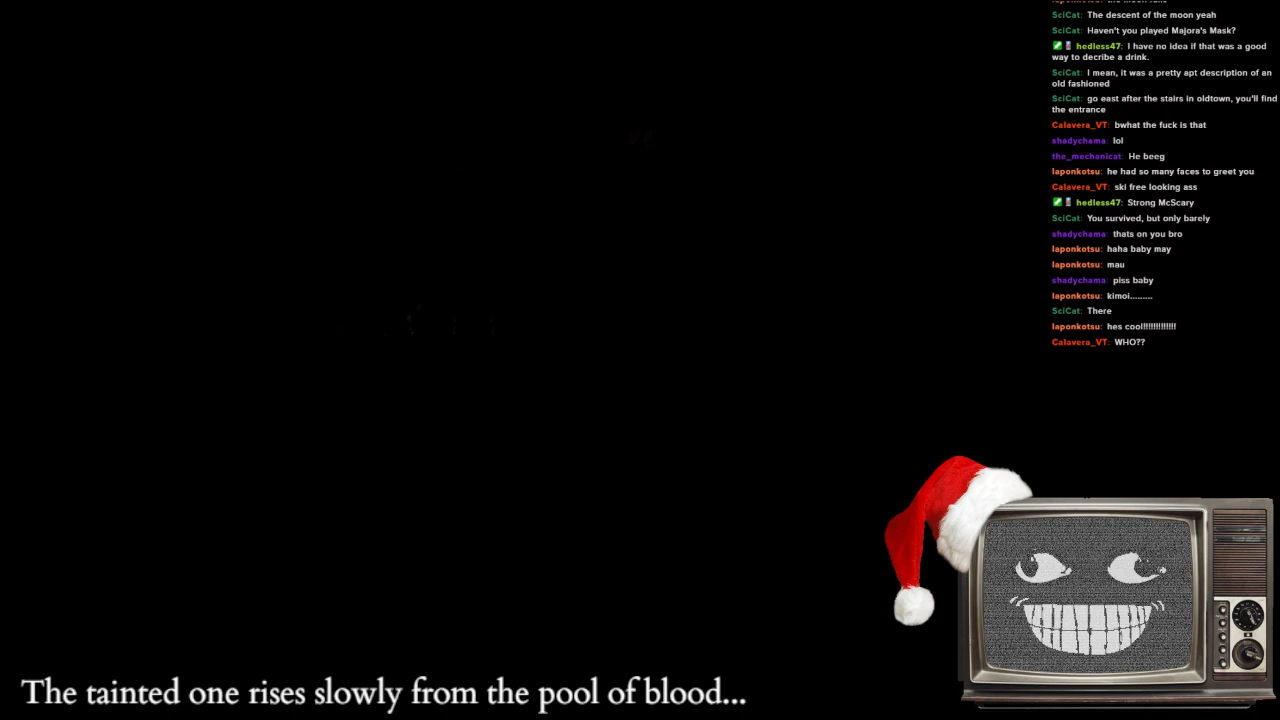 SciCat: The descent of the moon yeah
SciCat: Haven't you played Majora's Mask?
hedless47: I have no idea if that was a good
way to decribe a drink.
SciCat: I mean, it was a pretty apt description of an
old fashioned
SciCat: go east after the stairs in oldtown, you'll find
the entrance
Calavera_VT: bwhat the fuck is that
shadychama: lol
the_mechanicat: He beeg
laponkotsu: he had so many faces to greet you
Calavera_VT: ski free looking ass
hedless47: Strong McScary
SciCat: You survived, but only barely
shadychama: thats on you bro
laponkotsu: haha baby may
laponkotsu: mau
shadychama: piss baby
laponkotsu: kimoi.........
SciCat: There
laponkotsu: hes cool!!!!!!!!!!!!!
Calavera_VT: WHO??
The tainted one rises slowly from the pool of blood...